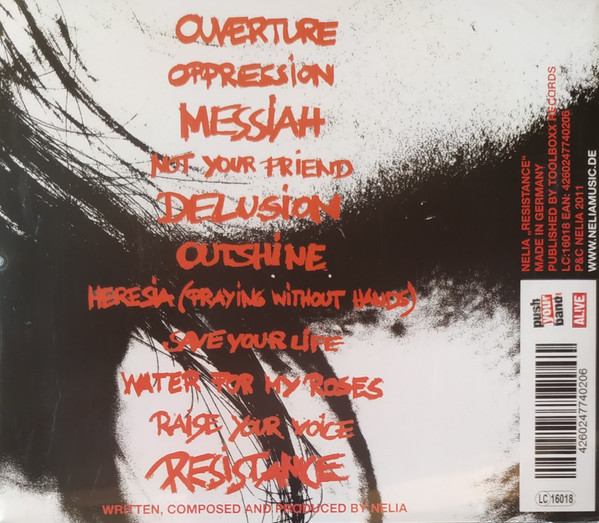 OUVERTURE
OPPRESSION
MESSIAH
NOT YOUR FRIEND
DELUSION
OUTSHINE
HERESIA (PRAYING WITHOUT HANDS)
SAVE YOUR LIFE
WATER FOR MY ROSES
RAISE YOUR VOICE
RESISTANCE
WRITTEN, COMPOSED AND PRODUCED BY NELIA
NELIA „RESISTANCE“
MADE IN GERMANY
PUBLISHED BY TOOLBOXX RECORDS
LC:16018 EAN: 4260247740206
P&C NELIA 2011
WWW.NELIAMUSIC.DE
push
your
band!
ALIVE
4260247740206
LC 16018